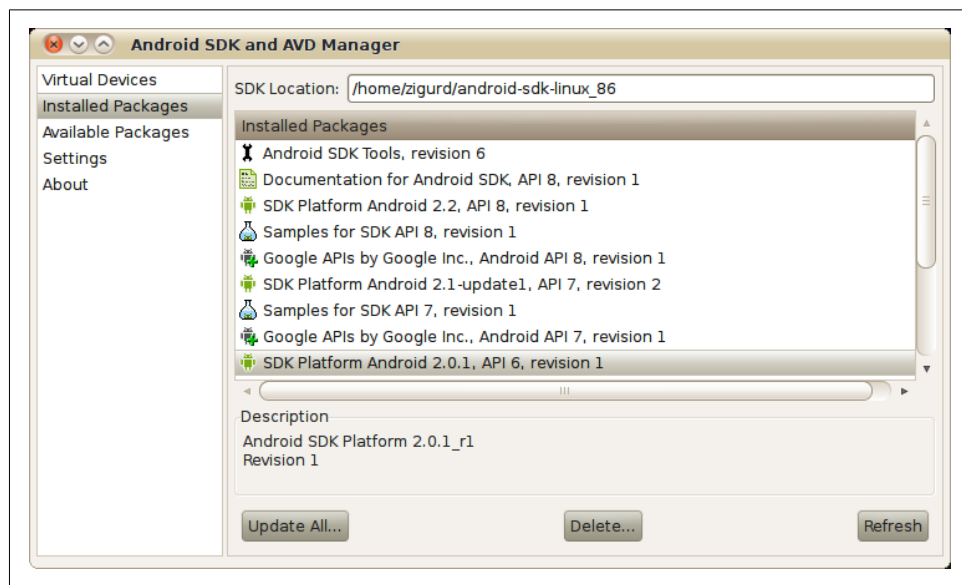 Android SDK and AVD Manager
Virtual Devices
Installed Packages
Available Packages
Settings
About
SDK Location: /home/zigurd/android-sdk-linux_86
Installed Packages
Android SDK Tools, revision 6
Documentation for Android SDK, API 8, revision 1
SDK Platform Android 2.2, API 8, revision 1
Samples for SDK API 8, revision 1
Google APIs by Google Inc., Android API 8, revision 1
SDK Platform Android 2.1-update1, API 7, revision 2
Samples for SDK API 7, revision 1
Google APIs by Google Inc., Android API 7, revision 1
SDK Platform Android 2.0.1, API 6, revision 1
Description
Android SDK Platform 2.0.1_r1
Revision 1
Update All...
Delete...
Refresh